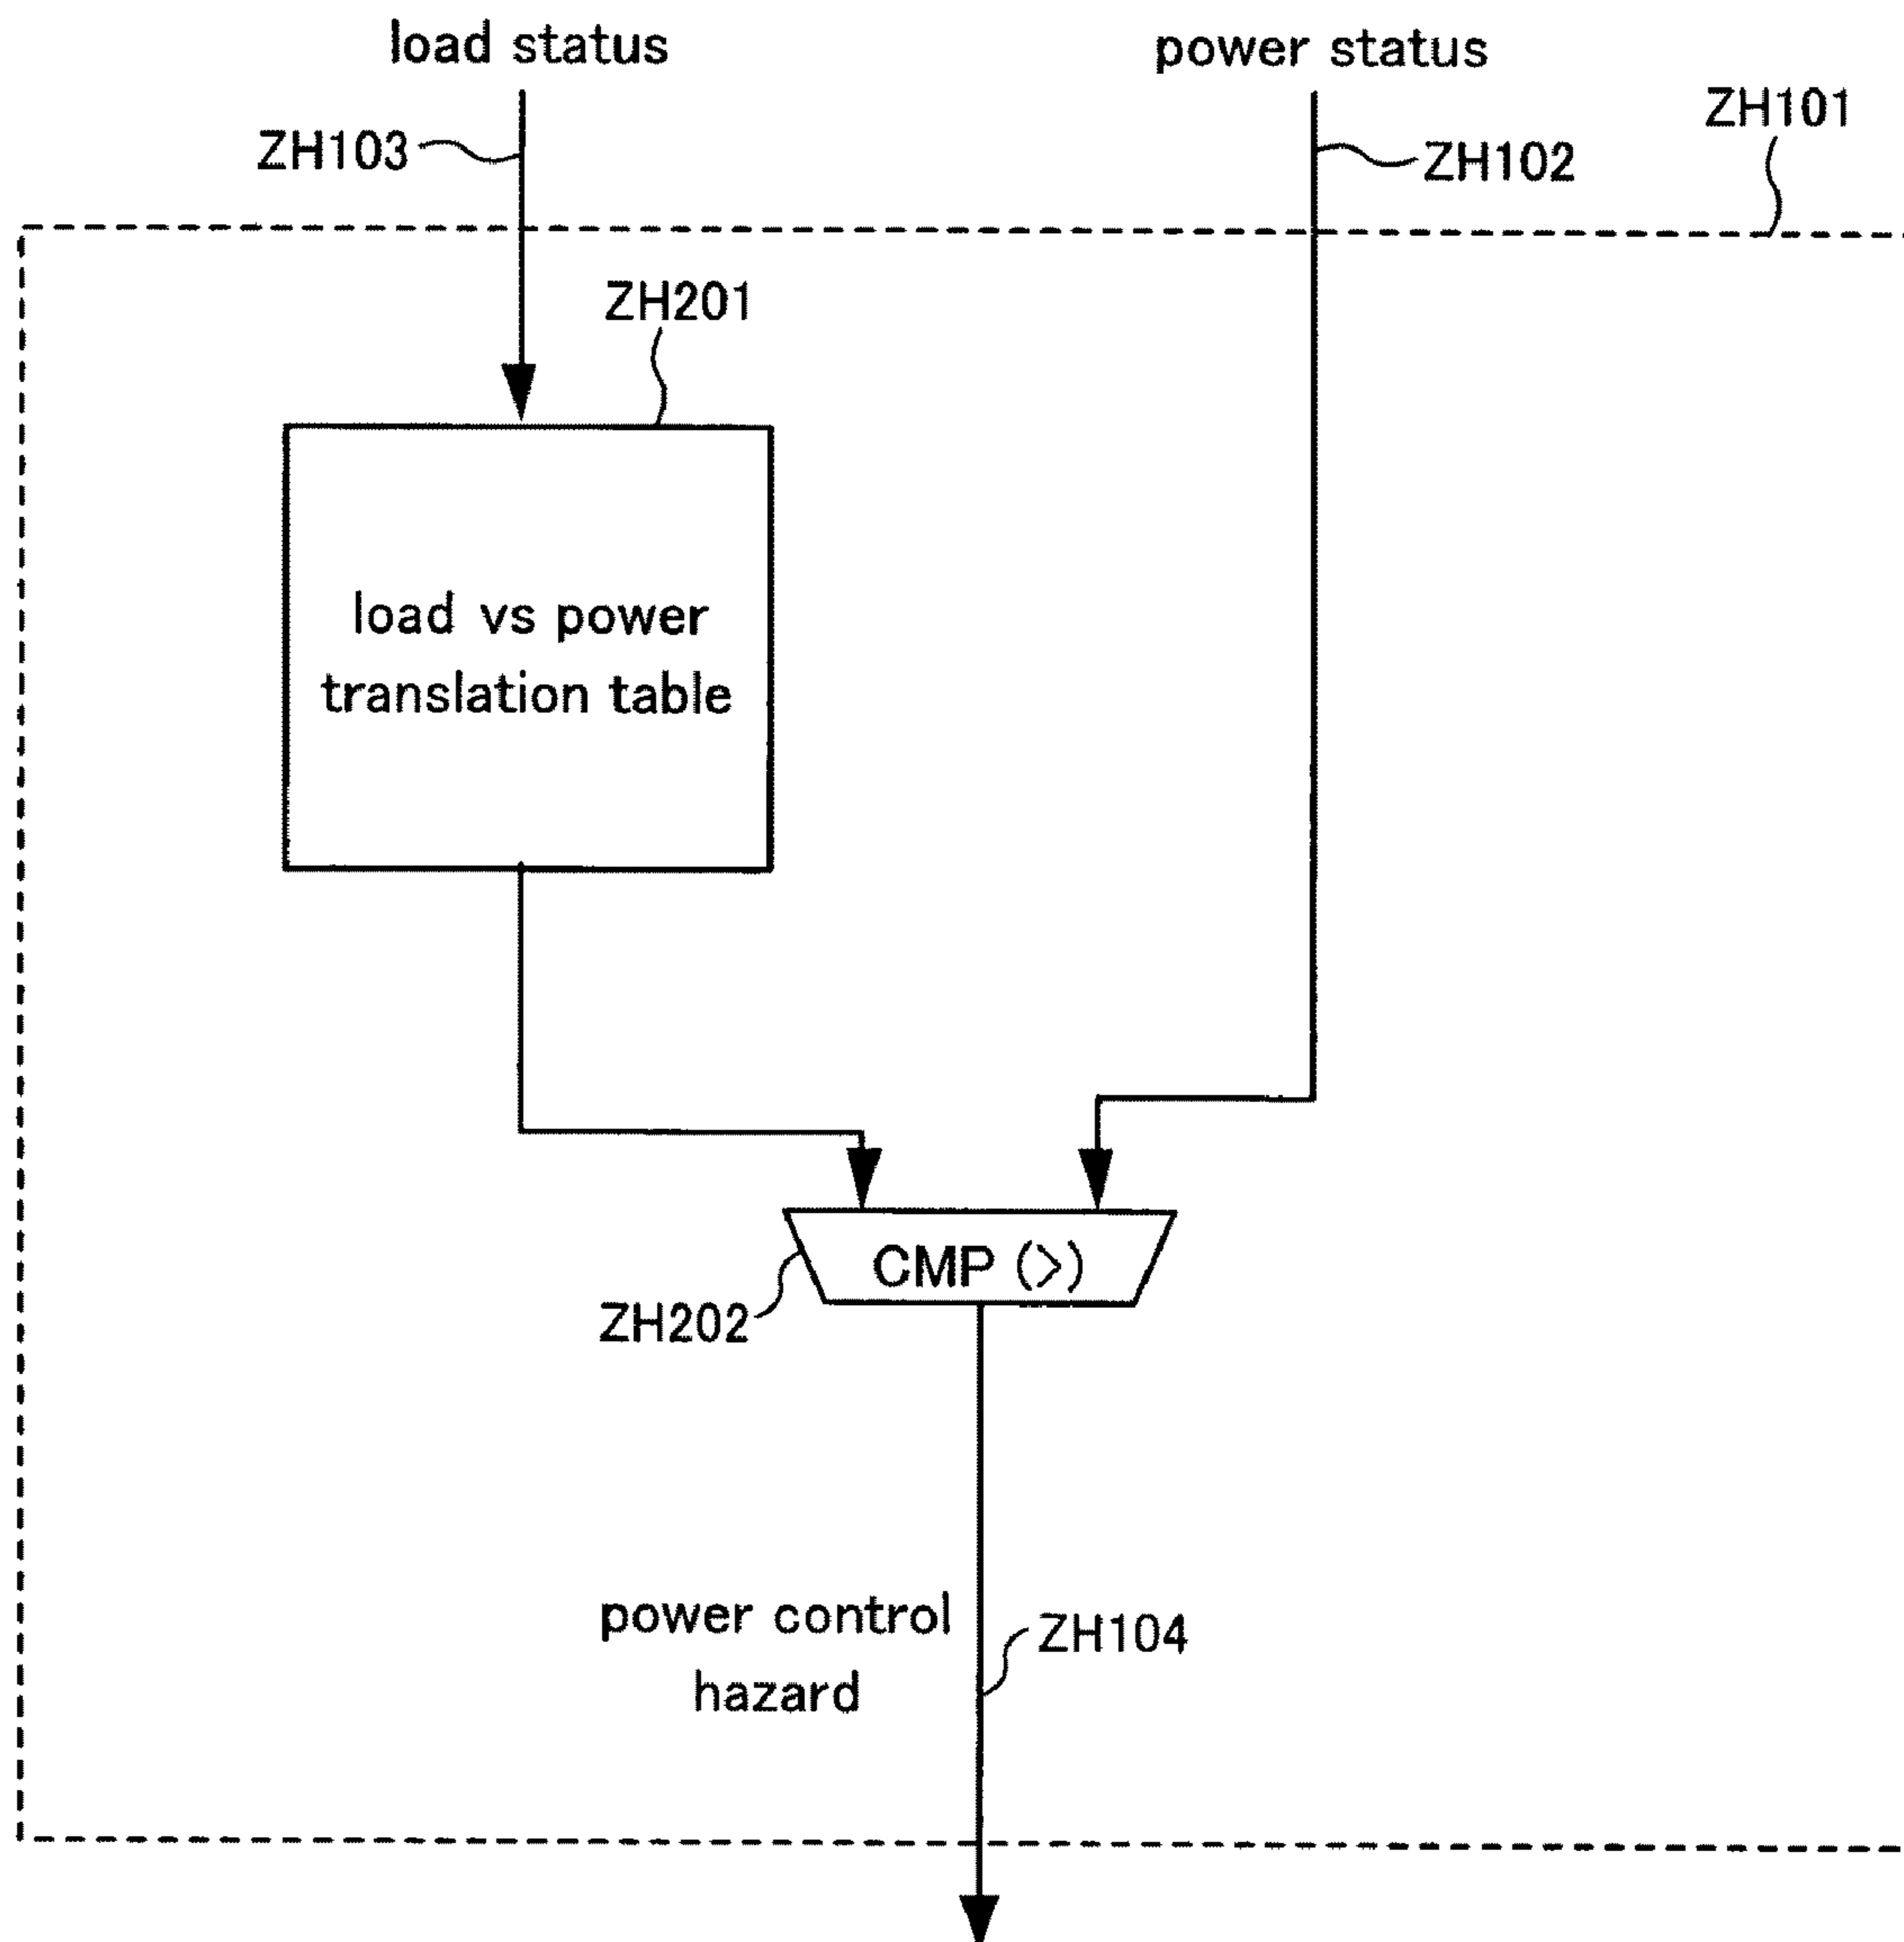 load status
power status
ZH101
ZH103
ZH102
ZH201
load vs power
translation table
CMP (>)
ZH202
power control
hazard
ZH104